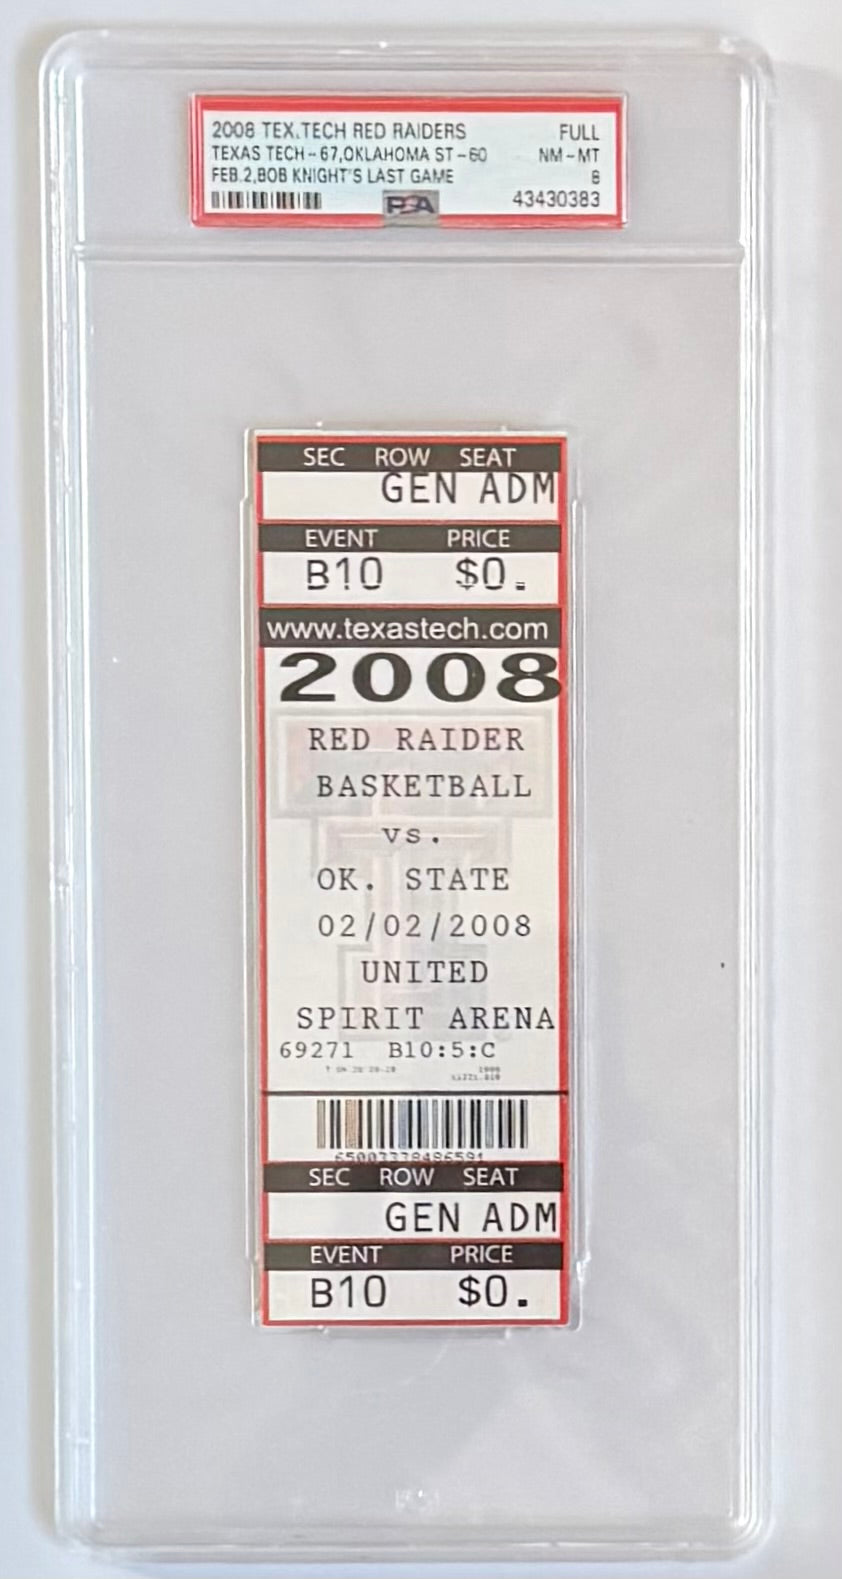 2008 TEX.TECH RED RAIDERS FULL
TEXAS TECH-67,OKLAHOMA ST-60 NM-MT
FEB.2,BOB KNIGHT'S LAST GAME 8
PSA 43430383
SEC ROW SEAT
GEN ADM
EVENT PRICE
B10 $0.
www.texastech.com
2008
RED RAIDER
BASKETBALL
vs.
OK. STATE
02/02/2008
UNITED
SPIRIT ARENA
69271 B10:5:C
65003338486591
SEC ROW SEAT
GEN ADM
EVENT PRICE
B10 $0.